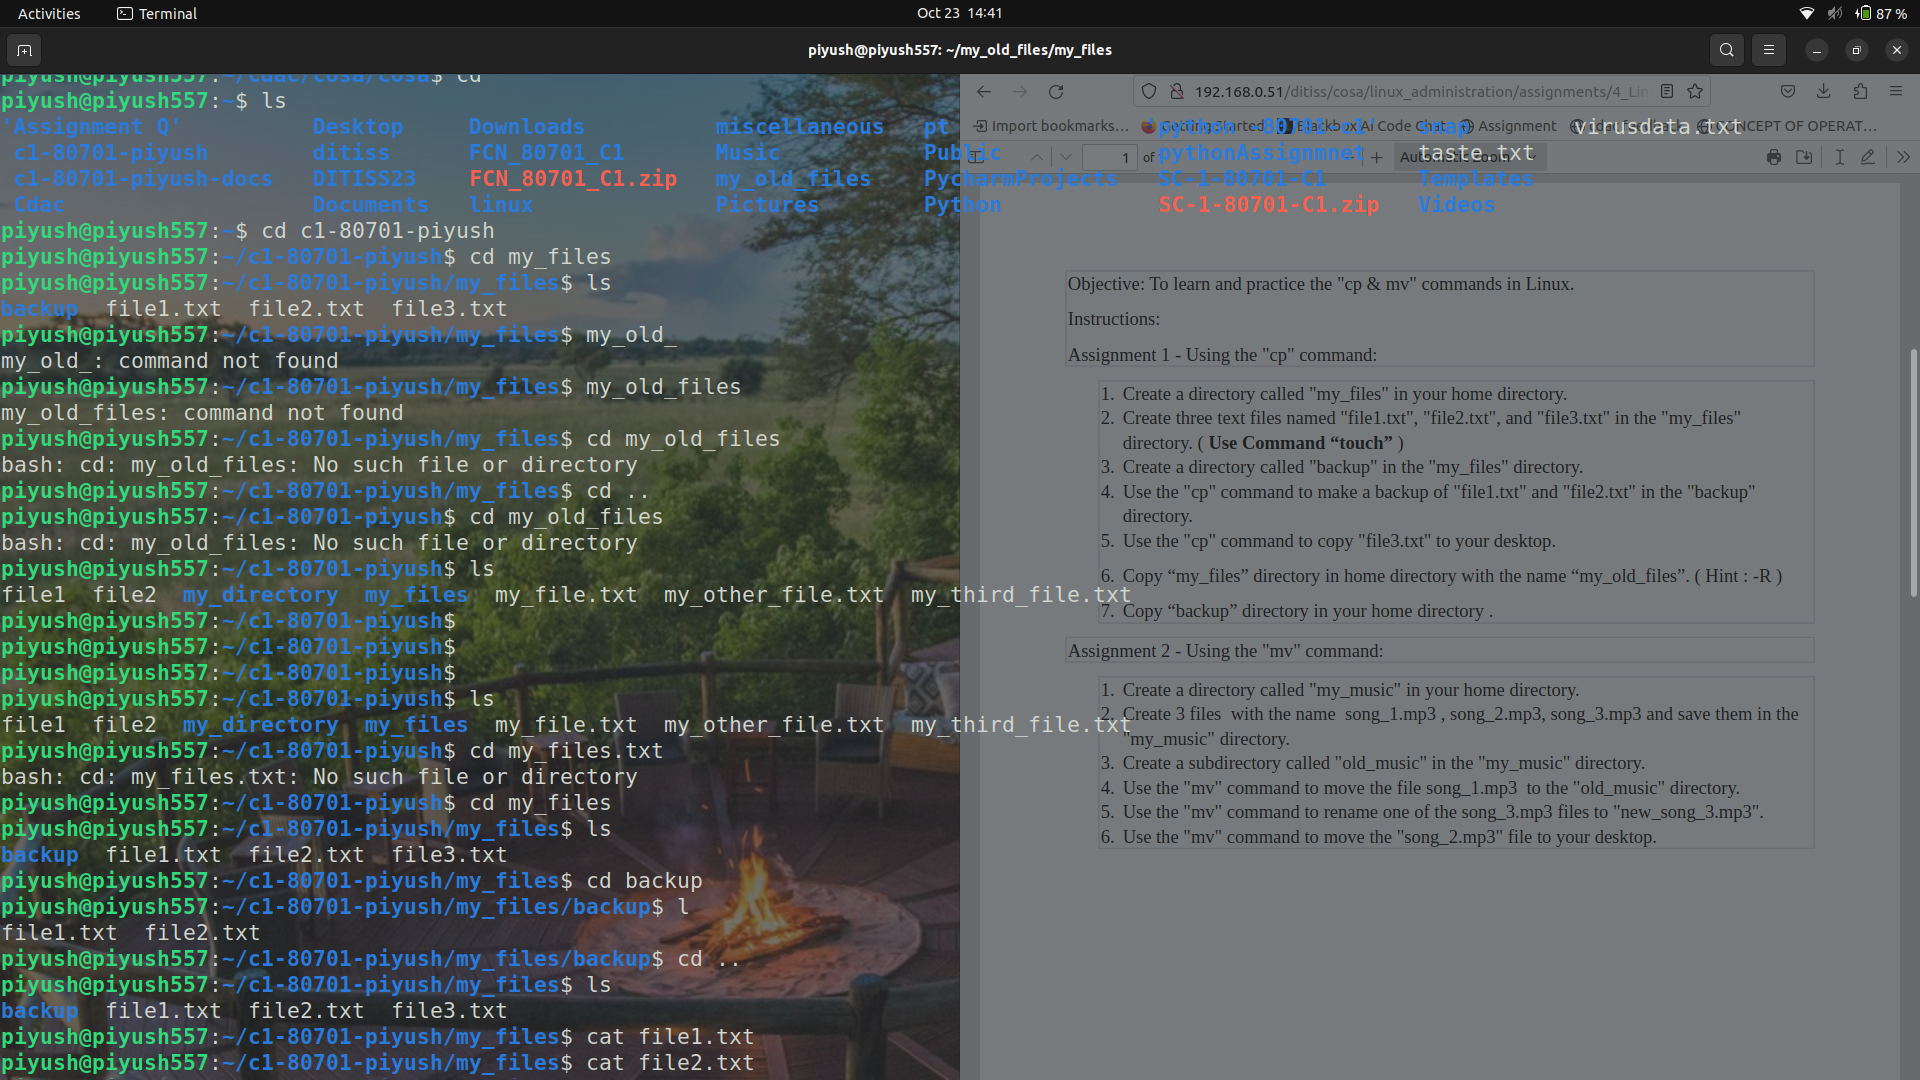 Activities Terminal Oct 23 14:41 87 %
piyush@piyush557: ~/my_old_files/my_files
piyush@piyush557:~/Cdac/cosa/cosa$ cd
piyush@piyush557:~$ ls
'Assignment Q' Desktop Downloads miscellaneous pt snap virusdata.txt
c1-80701-piyush ditiss FCN_80701_C1 Music Public pythonAssignmnet taste.txt
c1-80701-piyush-docs DITISS23 FCN_80701_C1.zip my_old_files PycharmProjects SC-1-80701-C1 Templates
Cdac Documents linux Pictures Python SC-1-80701-C1.zip Videos
piyush@piyush557:~$ cd c1-80701-piyush
piyush@piyush557:~/c1-80701-piyush$ cd my_files
piyush@piyush557:~/c1-80701-piyush/my_files$ ls
backup file1.txt file2.txt file3.txt
piyush@piyush557:~/c1-80701-piyush/my_files$ my_old_
my_old_: command not found
piyush@piyush557:~/c1-80701-piyush/my_files$ my_old_files
my_old_files: command not found
piyush@piyush557:~/c1-80701-piyush/my_files$ cd my_old_files
bash: cd: my_old_files: No such file or directory
piyush@piyush557:~/c1-80701-piyush/my_files$ cd ..
piyush@piyush557:~/c1-80701-piyush$ cd my_old_files
bash: cd: my_old_files: No such file or directory
piyush@piyush557:~/c1-80701-piyush$ ls
file1 file2 my_directory my_files my_file.txt my_other_file.txt my_third_file.txt
piyush@piyush557:~/c1-80701-piyush$
piyush@piyush557:~/c1-80701-piyush$
piyush@piyush557:~/c1-80701-piyush$
piyush@piyush557:~/c1-80701-piyush$ ls
file1 file2 my_directory my_files my_file.txt my_other_file.txt my_third_file.txt
piyush@piyush557:~/c1-80701-piyush$ cd my_files.txt
bash: cd: my_files.txt: No such file or directory
piyush@piyush557:~/c1-80701-piyush$ cd my_files
piyush@piyush557:~/c1-80701-piyush/my_files$ ls
backup file1.txt file2.txt file3.txt
piyush@piyush557:~/c1-80701-piyush/my_files$ cd backup
piyush@piyush557:~/c1-80701-piyush/my_files/backup$ l
file1.txt file2.txt
piyush@piyush557:~/c1-80701-piyush/my_files/backup$ cd ..
piyush@piyush557:~/c1-80701-piyush/my_files$ ls
backup file1.txt file2.txt file3.txt
piyush@piyush557:~/c1-80701-piyush/my_files$ cat file1.txt
piyush@piyush557:~/c1-80701-piyush/my_files$ cat file2.txt
192.168.0.51/ditiss/cosa/linux_administration/assignments/4_Lin
Import bookmarks... Getting Started Blackbox AI Code Chat Assignment CONCEPT OF OPERAT...
1 of Automatic Zoom
Objective: To learn and practice the "cp & mv" commands in Linux.
Instructions:
Assignment 1 - Using the "cp" command:
1. Create a directory called "my_files" in your home directory.
2. Create three text files named "file1.txt", "file2.txt", and "file3.txt" in the "my_files"
directory. ( Use Command “touch” )
3. Create a directory called "backup" in the "my_files" directory.
4. Use the "cp" command to make a backup of "file1.txt" and "file2.txt" in the "backup"
directory.
5. Use the "cp" command to copy "file3.txt" to your desktop.
6. Copy “my_files” directory in home directory with the name “my_old_files”. ( Hint : -R )
7. Copy “backup” directory in your home directory .
Assignment 2 - Using the "mv" command:
1. Create a directory called "my_music" in your home directory.
2. Create 3 files with the name song_1.mp3 , song_2.mp3, song_3.mp3 and save them in the
"my_music" directory.
3. Create a subdirectory called "old_music" in the "my_music" directory.
4. Use the "mv" command to move the file song_1.mp3 to the "old_music" directory.
5. Use the "mv" command to rename one of the song_3.mp3 files to "new_song_3.mp3".
6. Use the "mv" command to move the "song_2.mp3" file to your desktop.